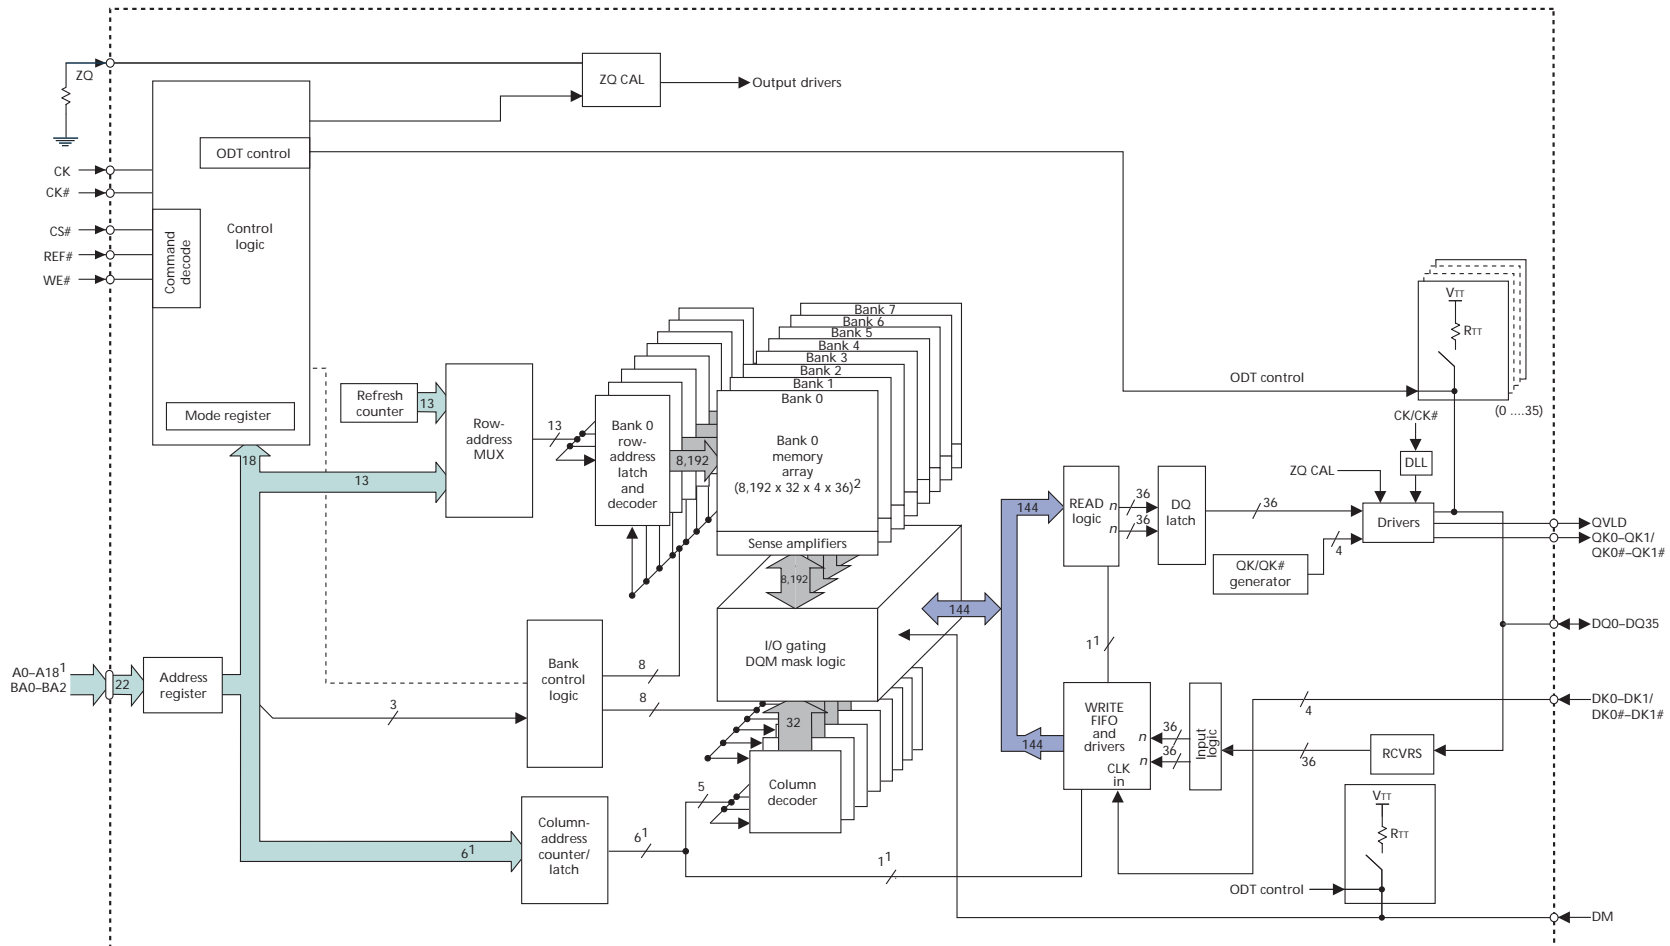 ZQ
ZQ CAL
Output drivers
ODT control
CK
CK#
CS#
REF#
WE#
Command
decode
Control
logic
Mode register
18
13
Refresh
counter
13
Row-
address
MUX
13
Bank 0
row-
address
latch
and
decoder
8,192
Bank 7
Bank 6
Bank 5
Bank 4
Bank 3
Bank 2
Bank 1
Bank 0
Bank 0
memory
array
(8,192 x 32 x 4 x 36)2
Sense amplifiers
8,192
I/O gating
DQM mask logic
32
Column
decoder
5
A0–A181
BA0–BA2
22
Address
register
3
Bank
control
logic
8
8
61
Column-
address
counter/
latch
61
11
144
144
144
READ
logic
n
n
36
36
DQ
latch
36
11
WRITE
FIFO
and
drivers
n
n
CLK
in
36
36
Input
logic
36
RCVRS
4
QK/QK#
generator
4
ZQ CAL
CK/CK#
DLL
Drivers
ODT control
VTT
RTT
(0 ....35)
QVLD
QK0–QK1/
QK0#–QK1#
DQ0–DQ35
DK0–DK1/
DK0#–DK1#
VTT
RTT
ODT control
DM